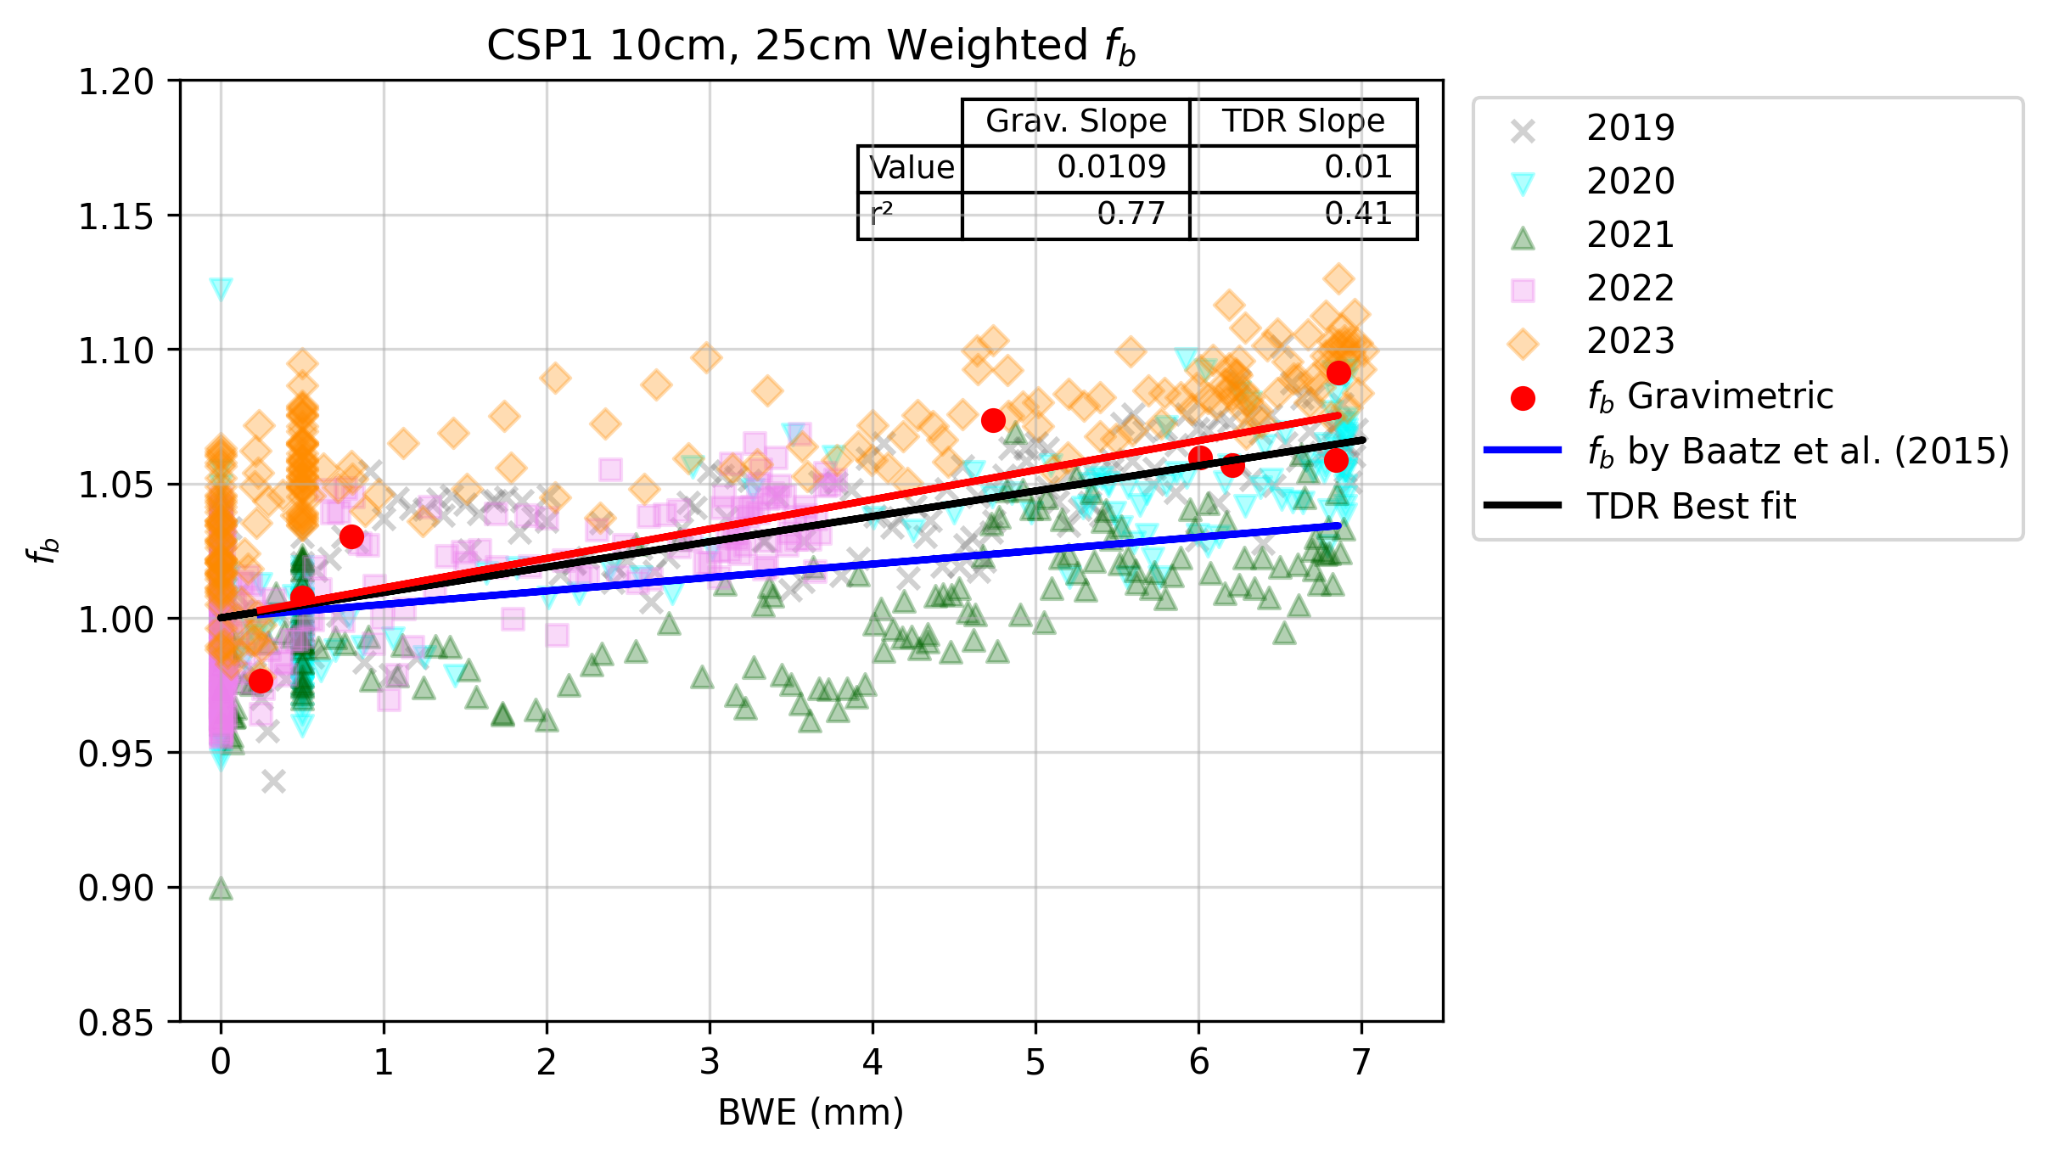 CSP1 10cm, 25cm Weighted f_b
1.20
1.15
1.10
1.05
1.00
0.95
0.90
0.85
f_b
0 1 2 3 4 5 6 7
BWE (mm)
Grav. Slope TDR Slope
Value 0.0109 0.01
r² 0.77 0.41
2019
2020
2021
2022
2023
f_b Gravimetric
f_b by Baatz et al. (2015)
TDR Best fit